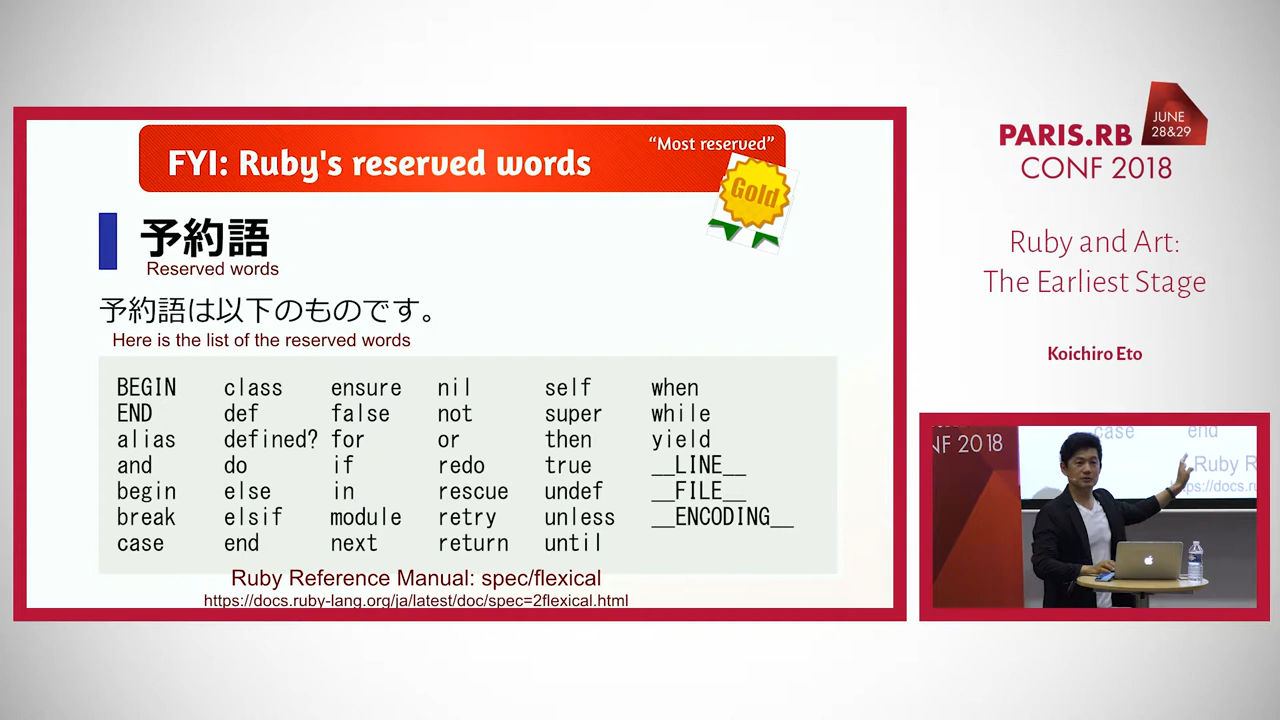 FYI: Ruby's reserved words
“Most reserved”
Gold
予約語
Reserved words
予約語は以下のものです。
Here is the list of the reserved words
BEGIN class ensure nil self when
END def false not super while
alias defined? for or then yield
and do if redo true __LINE__
begin else in rescue undef __FILE__
break elsif module retry unless __ENCODING__
case end next return until
Ruby Reference Manual: spec/flexical
https://docs.ruby-lang.org/ja/latest/doc/spec=2flexical.html
JUNE
28&29
PARIS.RB
CONF 2018
Ruby and Art:
The Earliest Stage
Koichiro Eto
NF 2018
case end
Ruby R
https://docs.ru